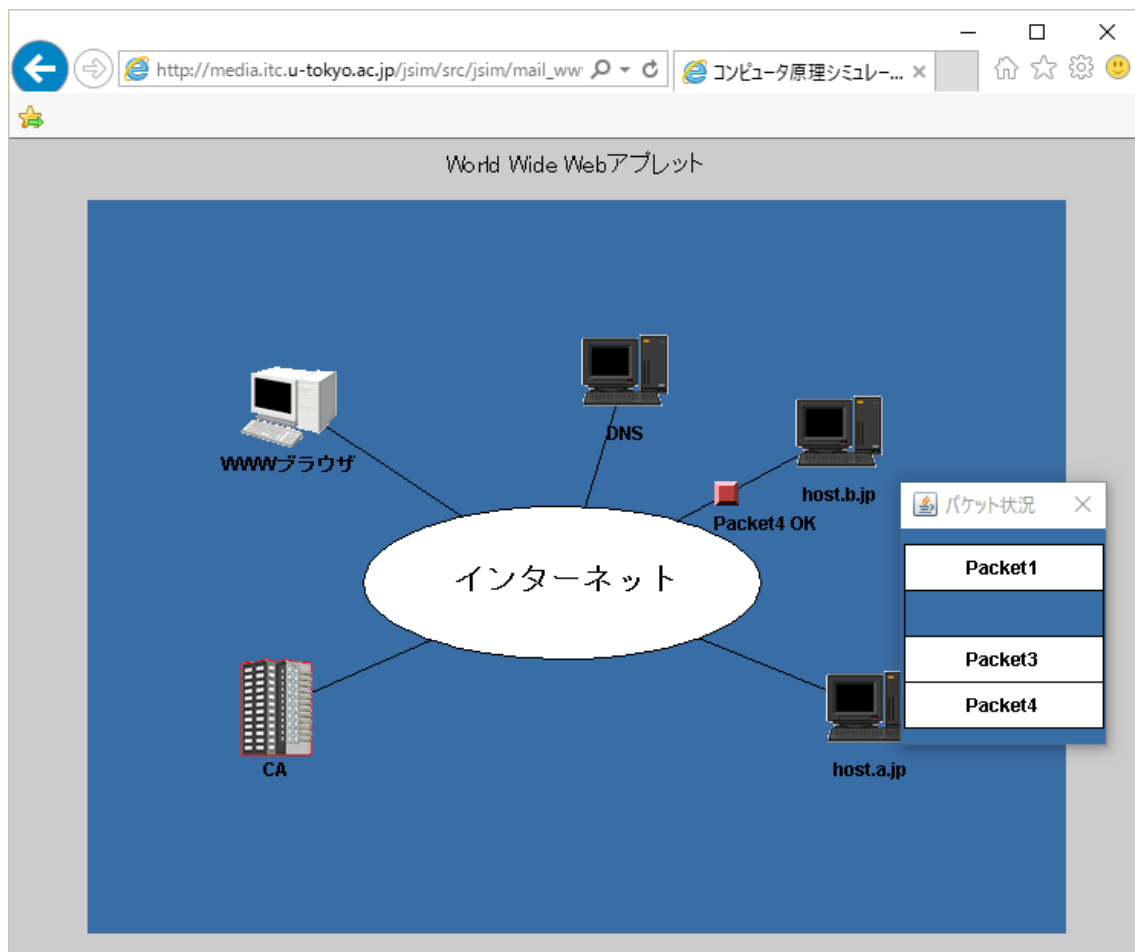 http://media.itc.u-tokyo.ac.jp/jsim/src/jsim/mail_ww
コンピュータ原理シミュレー...
World Wide Webアプレット
DNS
WWWブラウザ
host.b.jp
Packet4 OK
インターネット
CA
host.a.jp
パケット状況
Packet1
Packet3
Packet4